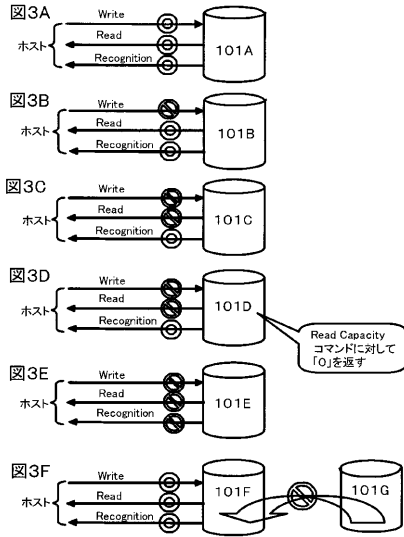 図3A
Write
Read
Recognition
ホスト
101A
図3B
Write
Read
Recognition
ホスト
101B
図3C
Write
Read
Recognition
ホスト
101C
図3D
Write
Read
Recognition
ホスト
101D
Read Capacity
コマンドに対して
「0」を返す
図3E
Write
Read
Recognition
ホスト
101E
図3F
Write
Read
Recognition
ホスト
101F
101G